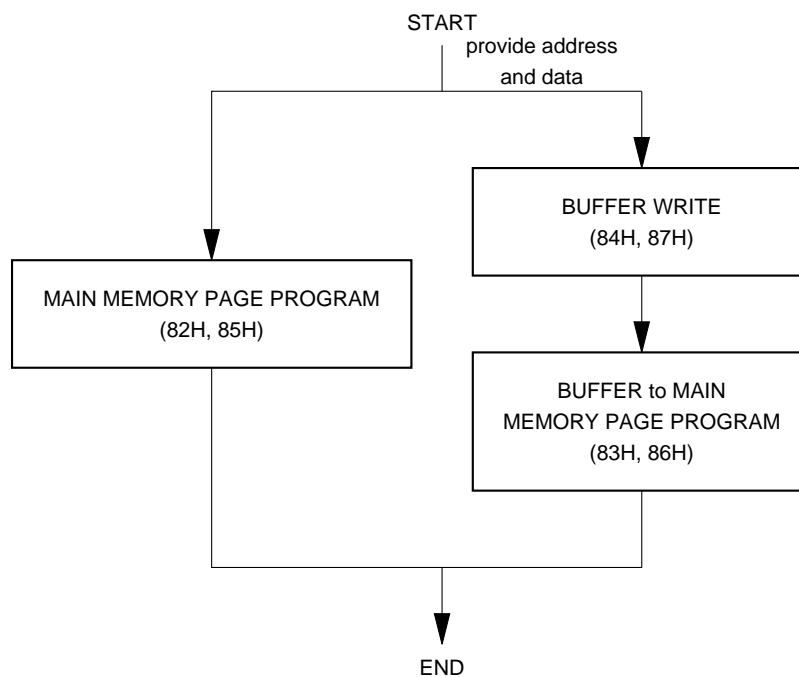 START
provide address
and data
BUFFER WRITE
(84H, 87H)
MAIN MEMORY PAGE PROGRAM
(82H, 85H)
BUFFER to MAIN
MEMORY PAGE PROGRAM
(83H, 86H)
END